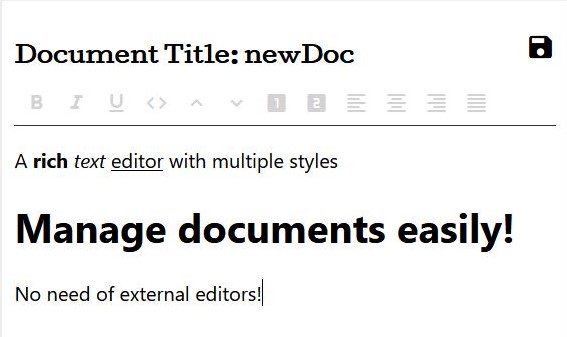 Document Title: newDoc
B I U <> 1 2
A rich text editor with multiple styles
Manage documents easily!
No need of external editors!